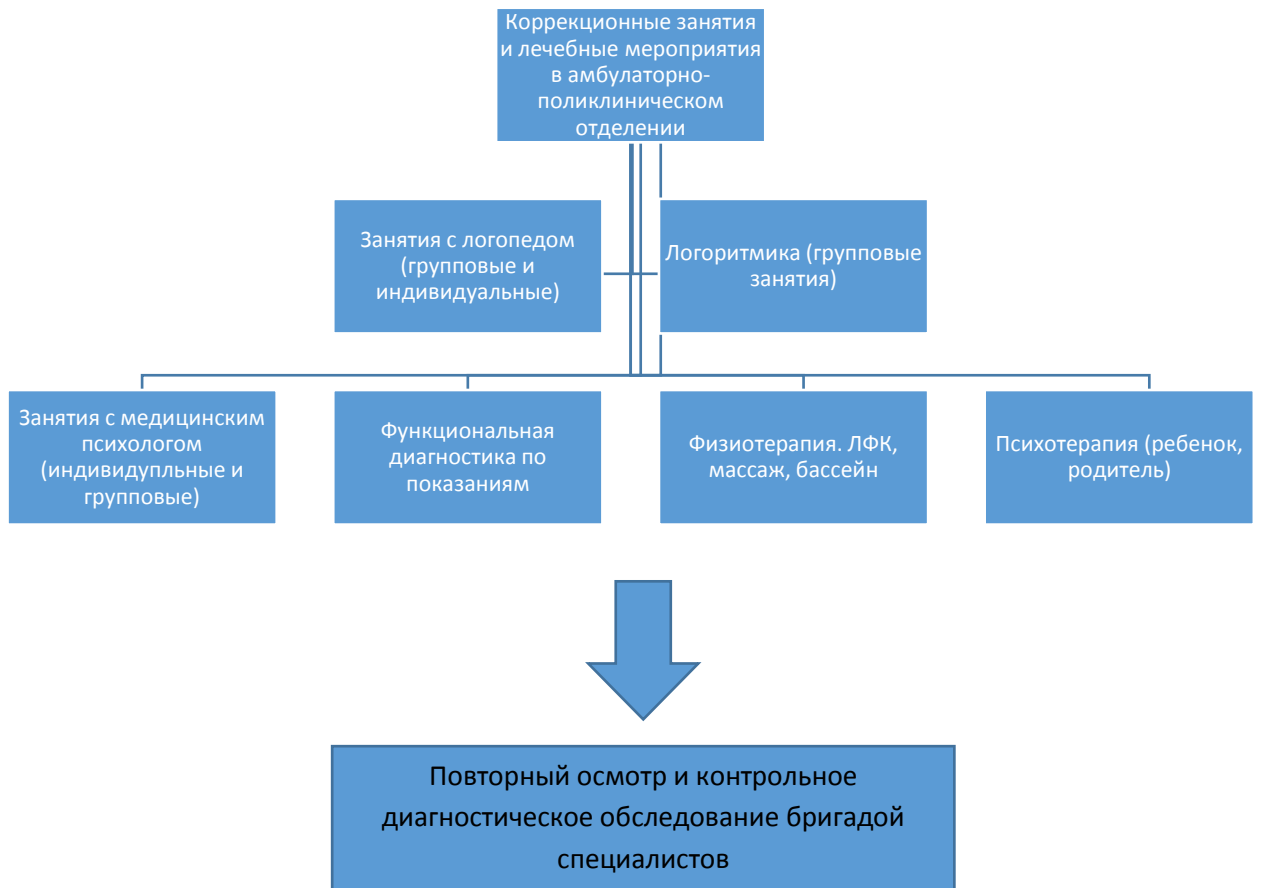 Коррекционные занятия
и лечебные мероприятия
в амбулаторно-
поликлиническом
отделении
Занятия с логопедом
(групповые и
индивидуальные)
Логоритмика (групповые
занятия)
Занятия с медицинским
психологом
(индивидупльные и
групповые)
Функциональная
диагностика по
показаниям
Физиотерапия. ЛФК,
массаж, бассейн
Психотерапия (ребенок,
родитель)
Повторный осмотр и контрольное
диагностическое обследование бригадой
специалистов